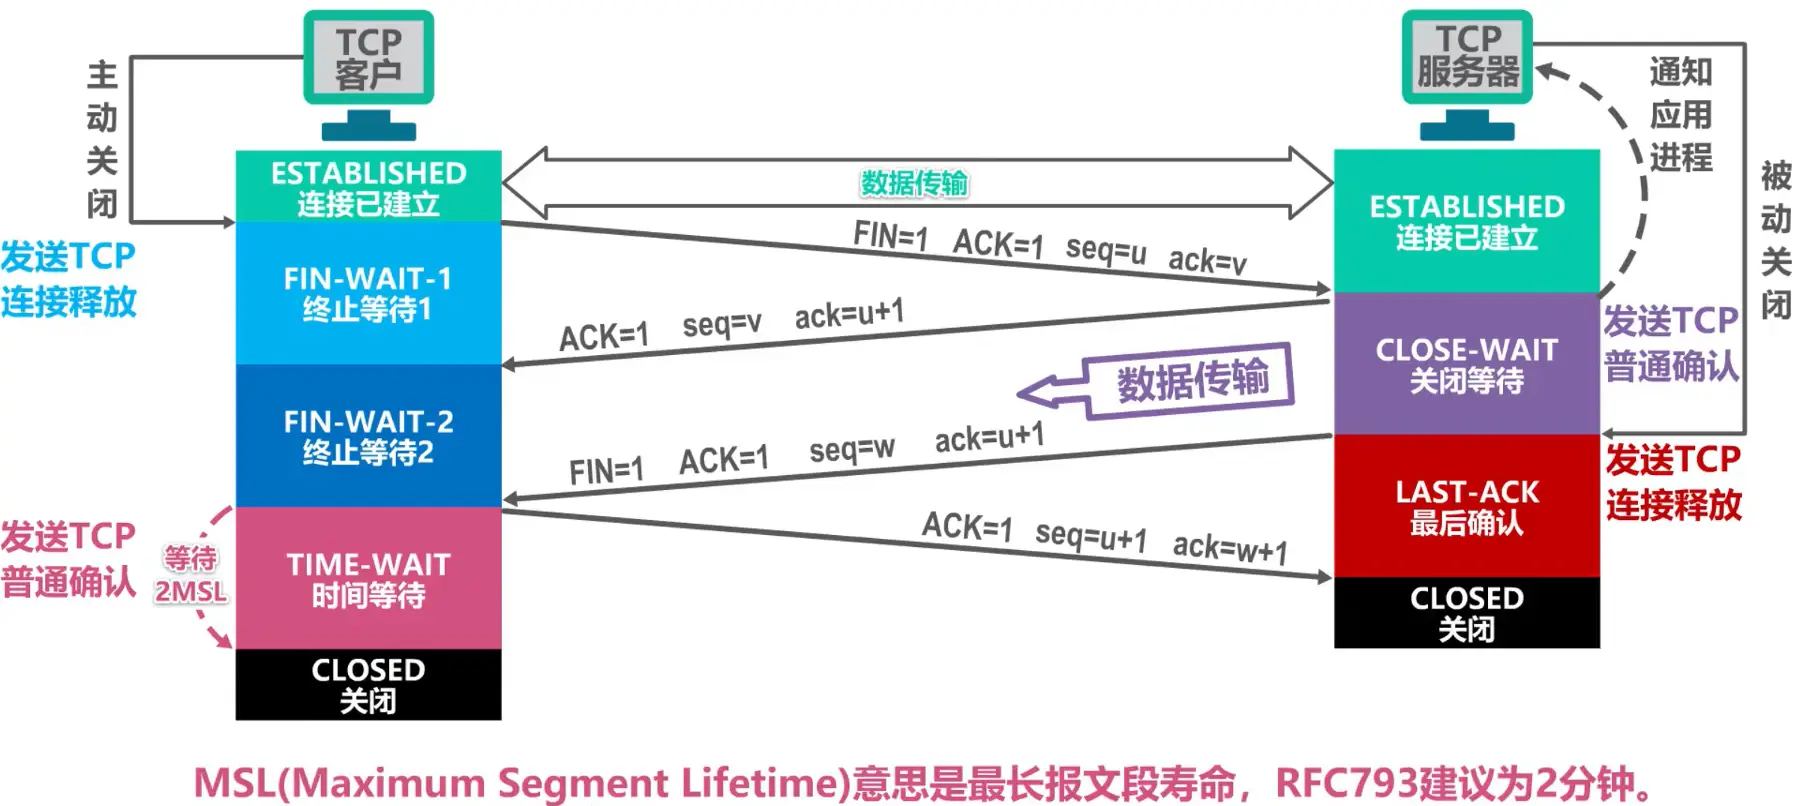 TCP
客户
TCP
服务器
主动关闭
通知
应用
进程
被动关闭
ESTABLISHED
连接已建立
数据传输
ESTABLISHED
连接已建立
发送TCP
连接释放
FIN=1 ACK=1 seq=u ack=v
FIN-WAIT-1
终止等待1
ACK=1 seq=v ack=u+1
CLOSE-WAIT
关闭等待
发送TCP
普通确认
数据传输
FIN-WAIT-2
终止等待2
FIN=1 ACK=1 seq=w ack=u+1
LAST-ACK
最后确认
发送TCP
连接释放
发送TCP
普通确认
等待
2MSL
TIME-WAIT
时间等待
ACK=1 seq=u+1 ack=w+1
CLOSED
关闭
CLOSED
关闭
MSL(Maximum Segment Lifetime)意思是最长报文段寿命，RFC793建议为2分钟。